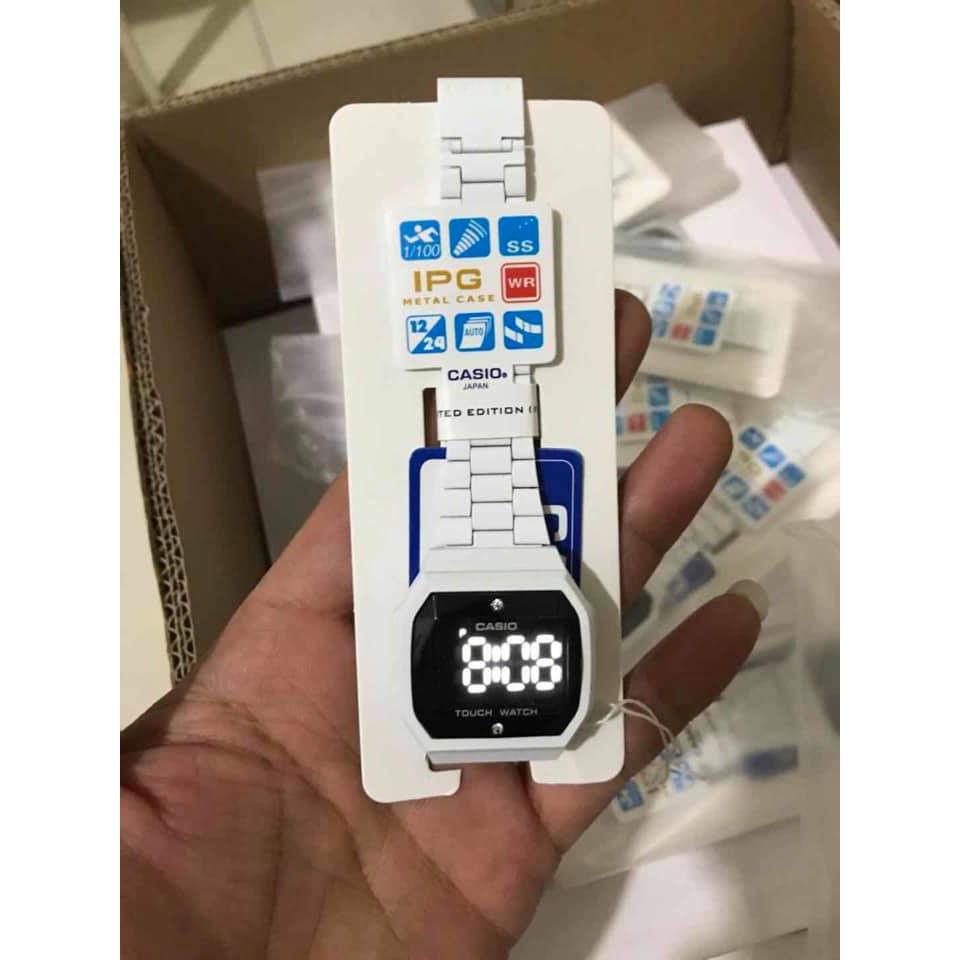 1/100
SS
IPG
WR
METAL CASE
12/24
AUTO
CASIO®
JAPAN
TED EDITION
CASIO
8:08
TOUCH WATCH